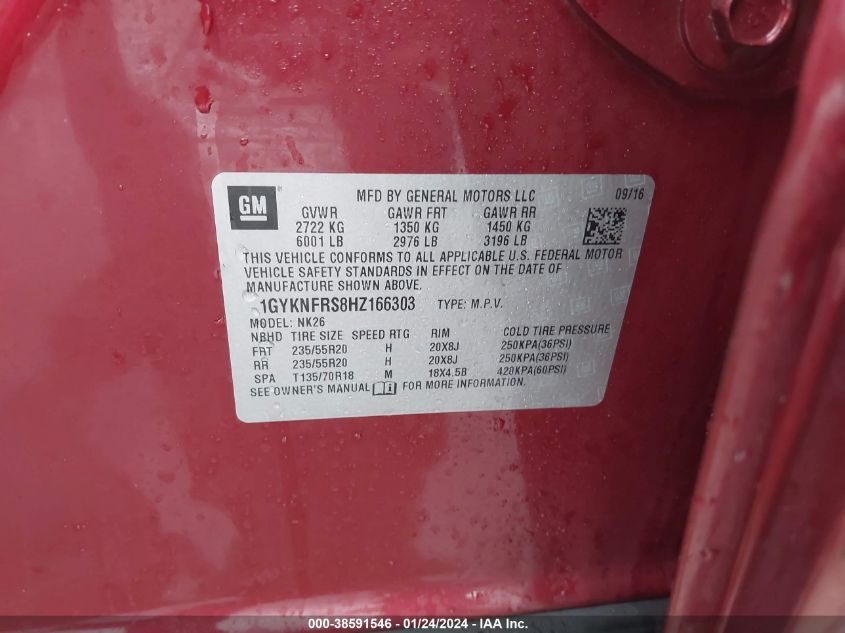 GM
MFD BY GENERAL MOTORS LLC 09/16
GVWR GAWR FRT GAWR RR
2722 KG 1350 KG 1450 KG
6001 LB 2976 LB 3196 LB
THIS VEHICLE CONFORMS TO ALL APPLICABLE U.S. FEDERAL MOTOR
VEHICLE SAFETY STANDARDS IN EFFECT ON THE DATE OF
MANUFACTURE SHOWN ABOVE.
1GYKNFRS8HZ166303 TYPE: M.P.V.
MODEL: NK26
NBHD TIRE SIZE SPEED RTG RIM COLD TIRE PRESSURE
FRT 235/55R20 H 20X8J 250KPA(36PSI)
RR 235/55R20 H 20X8J 250KPA(36PSI)
SPA T135/70R18 M 18X4.5B 420KPA(60PSI)
SEE OWNER'S MANUAL FOR MORE INFORMATION.
000-38591546 - 01/24/2024 - IAA Inc.